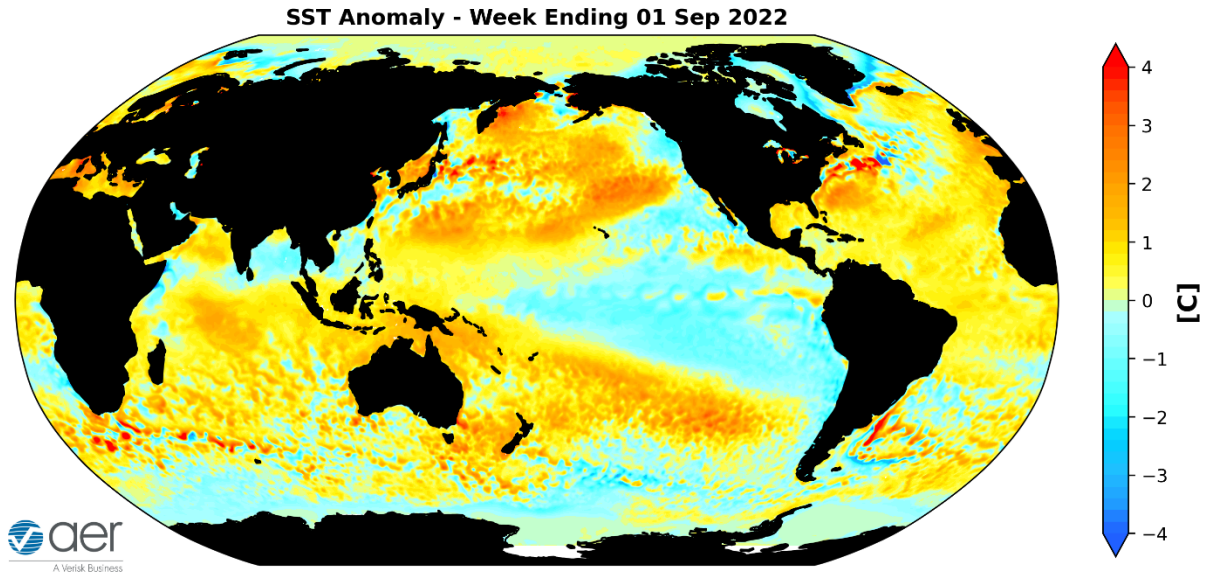 SST Anomaly - Week Ending 01 Sep 2022
4
3
2
1
0
−1
−2
−3
−4
[C]
aer
A Verisk Business